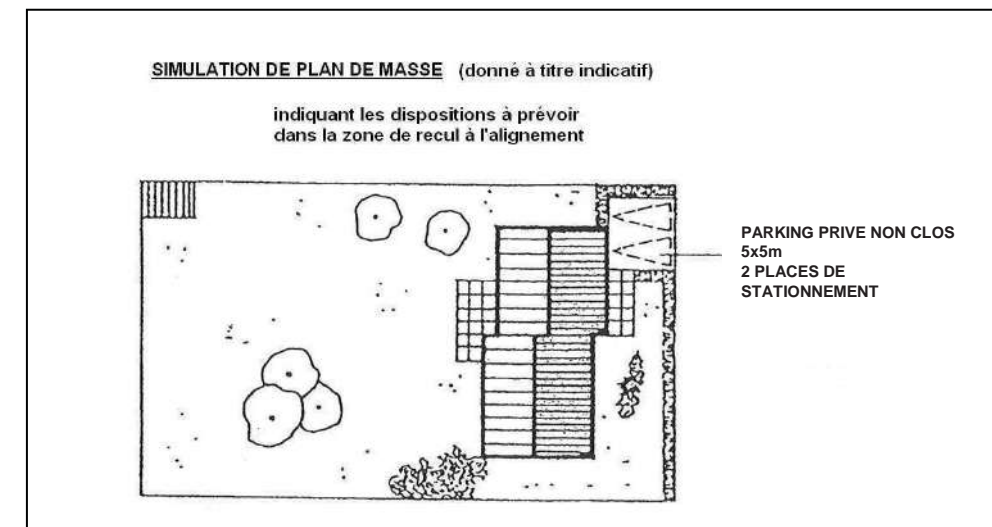 SIMULATION DE PLAN DE MASSE (donné à titre indicatif)
indiquant les dispositions à prévoir
dans la zone de recul à l'alignement
PARKING PRIVE NON CLOS
5x5m
2 PLACES DE
STATIONNEMENT